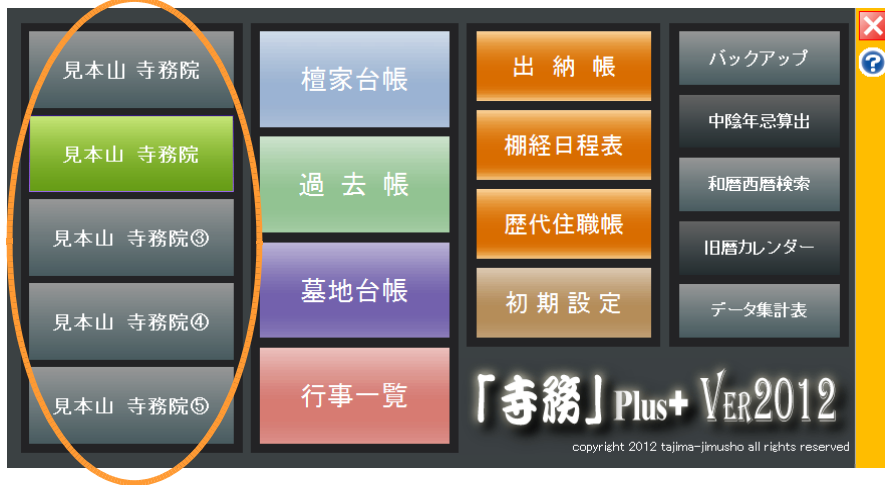 見本山 寺務院
見本山 寺務院
見本山 寺務院③
見本山 寺務院④
見本山 寺務院⑤
檀家台帳
過去帳
墓地台帳
行事一覧
出納帳
棚経日程表
歴代住職帳
初期設定
バックアップ
中陰年忌算出
和暦西暦検索
旧暦カレンダー
データ集計表
「寺務」Plus+ VER2012
copyright 2012 tajima-jimusho all rights reserved